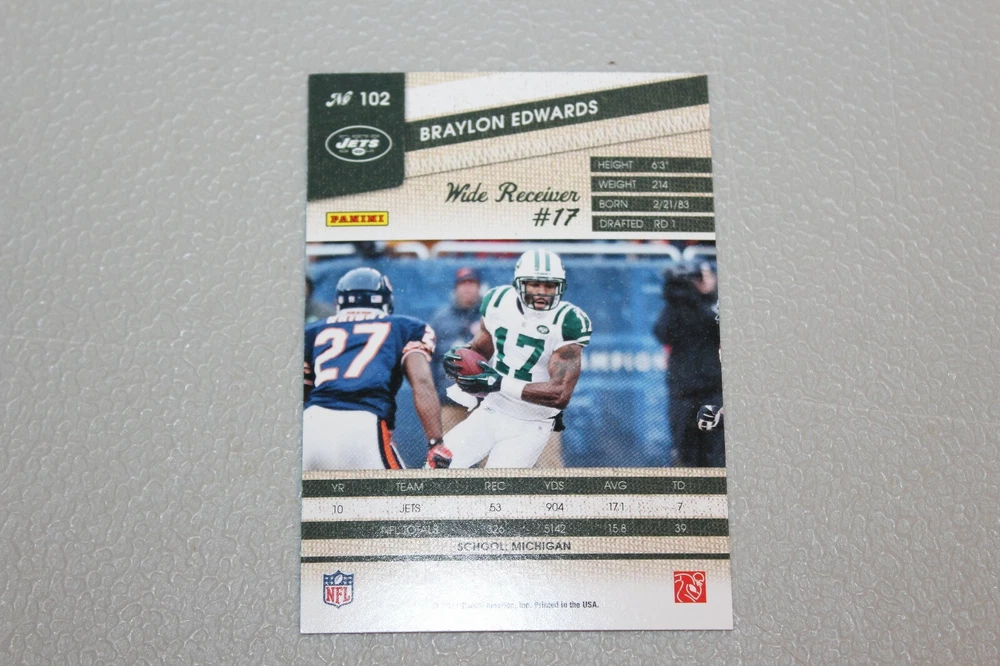 No 102
JETS
BRAYLON EDWARDS
HEIGHT 6'3"
WEIGHT 214
BORN 2/21/83
DRAFTED RD 1
Wide Receiver
#17
PANINI
27
17
17
YR TEAM REC YDS AVG TD
10 JETS 53 904 17.1 7
NFL TOTALS 326 5142 15.8 39
SCHOOL: MICHIGAN
NFL
Inc. Printed in the USA.